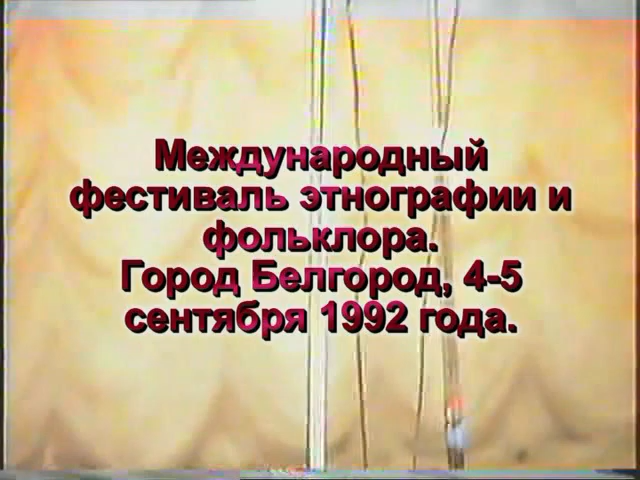 Международный
фестиваль этнографии и
фольклора.
Город Белгород, 4-5
сентября 1992 года.